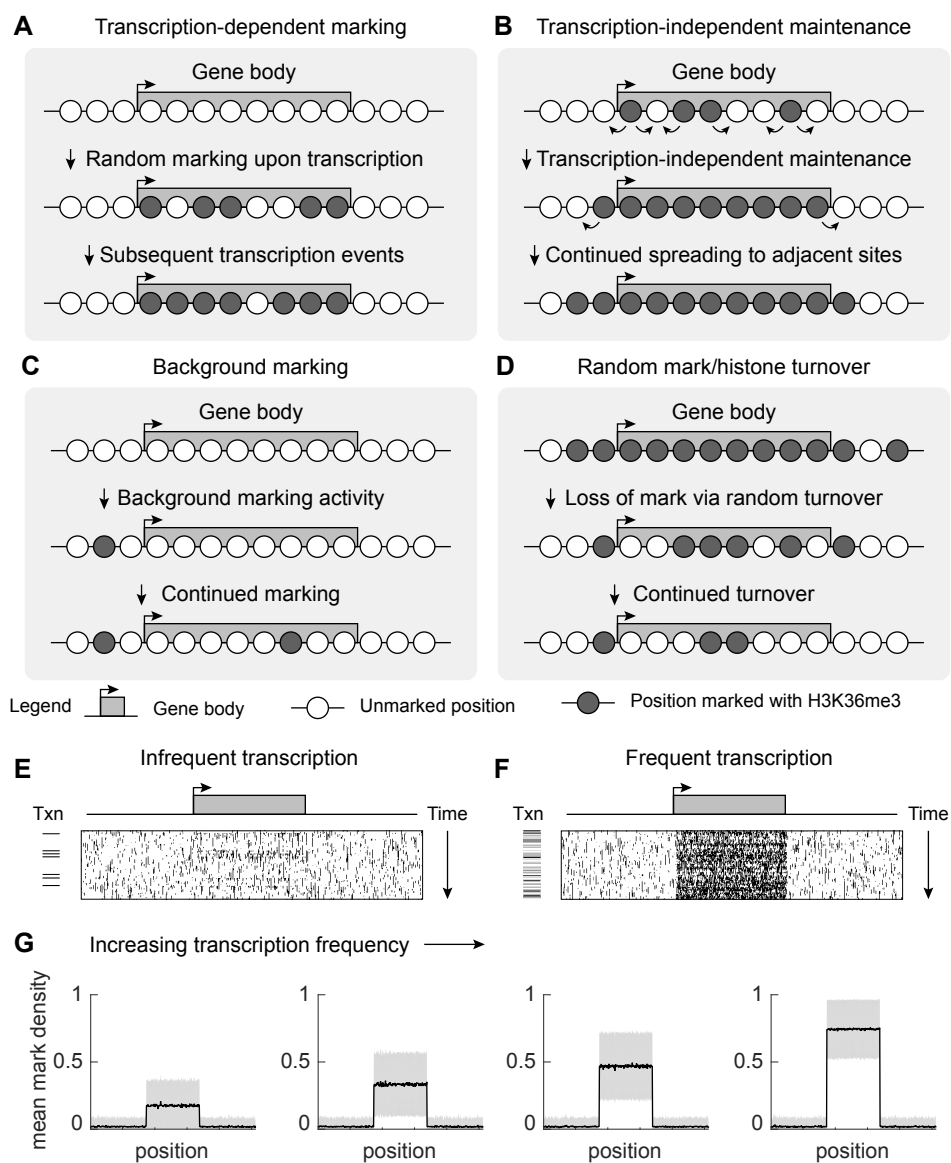 A Transcription-dependent marking
Gene body
Random marking upon transcription
Subsequent transcription events
B Transcription-independent maintenance
Gene body
Transcription-independent maintenance
Continued spreading to adjacent sites
C Background marking
Gene body
Background marking activity
Continued marking
D Random mark/histone turnover
Gene body
Loss of mark via random turnover
Continued turnover
Legend Gene body Unmarked position Position marked with H3K36me3
E Infrequent transcription
Txn Time
F Frequent transcription
Txn Time
G Increasing transcription frequency
mean mark density
1
0.5
0
position
1
0.5
0
position
1
0.5
0
position
1
0.5
0
position